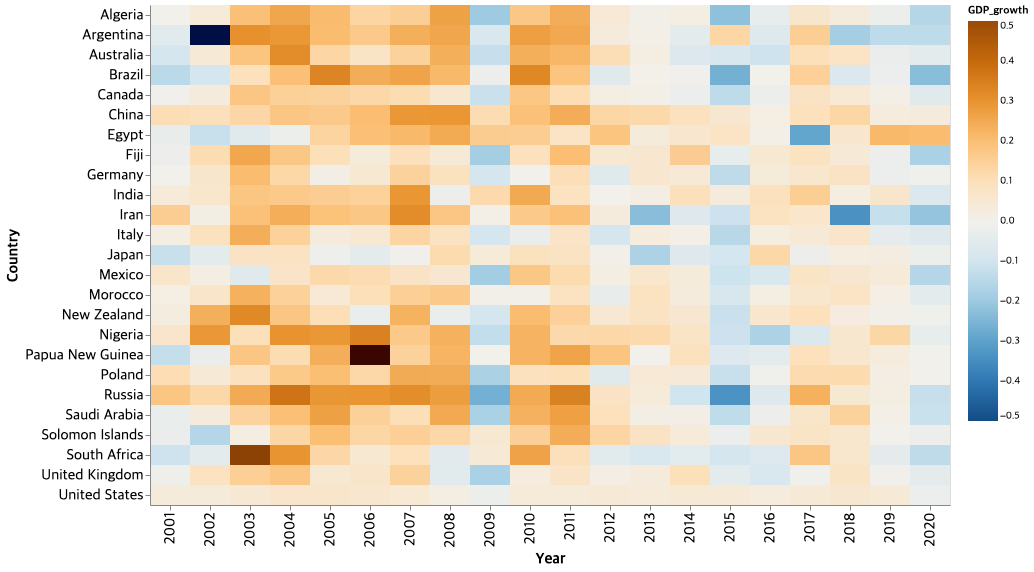 GDP_growth
0.5
0.4
0.3
0.2
0.1
0.0
−0.1
−0.2
−0.3
−0.4
−0.5
Country
Algeria
Argentina
Australia
Brazil
Canada
China
Egypt
Fiji
Germany
India
Iran
Italy
Japan
Mexico
Morocco
New Zealand
Nigeria
Papua New Guinea
Poland
Russia
Saudi Arabia
Solomon Islands
South Africa
United Kingdom
United States
2001
2002
2003
2004
2005
2006
2007
2008
2009
2010
2011
2012
2013
2014
2015
2016
2017
2018
2019
2020
Year